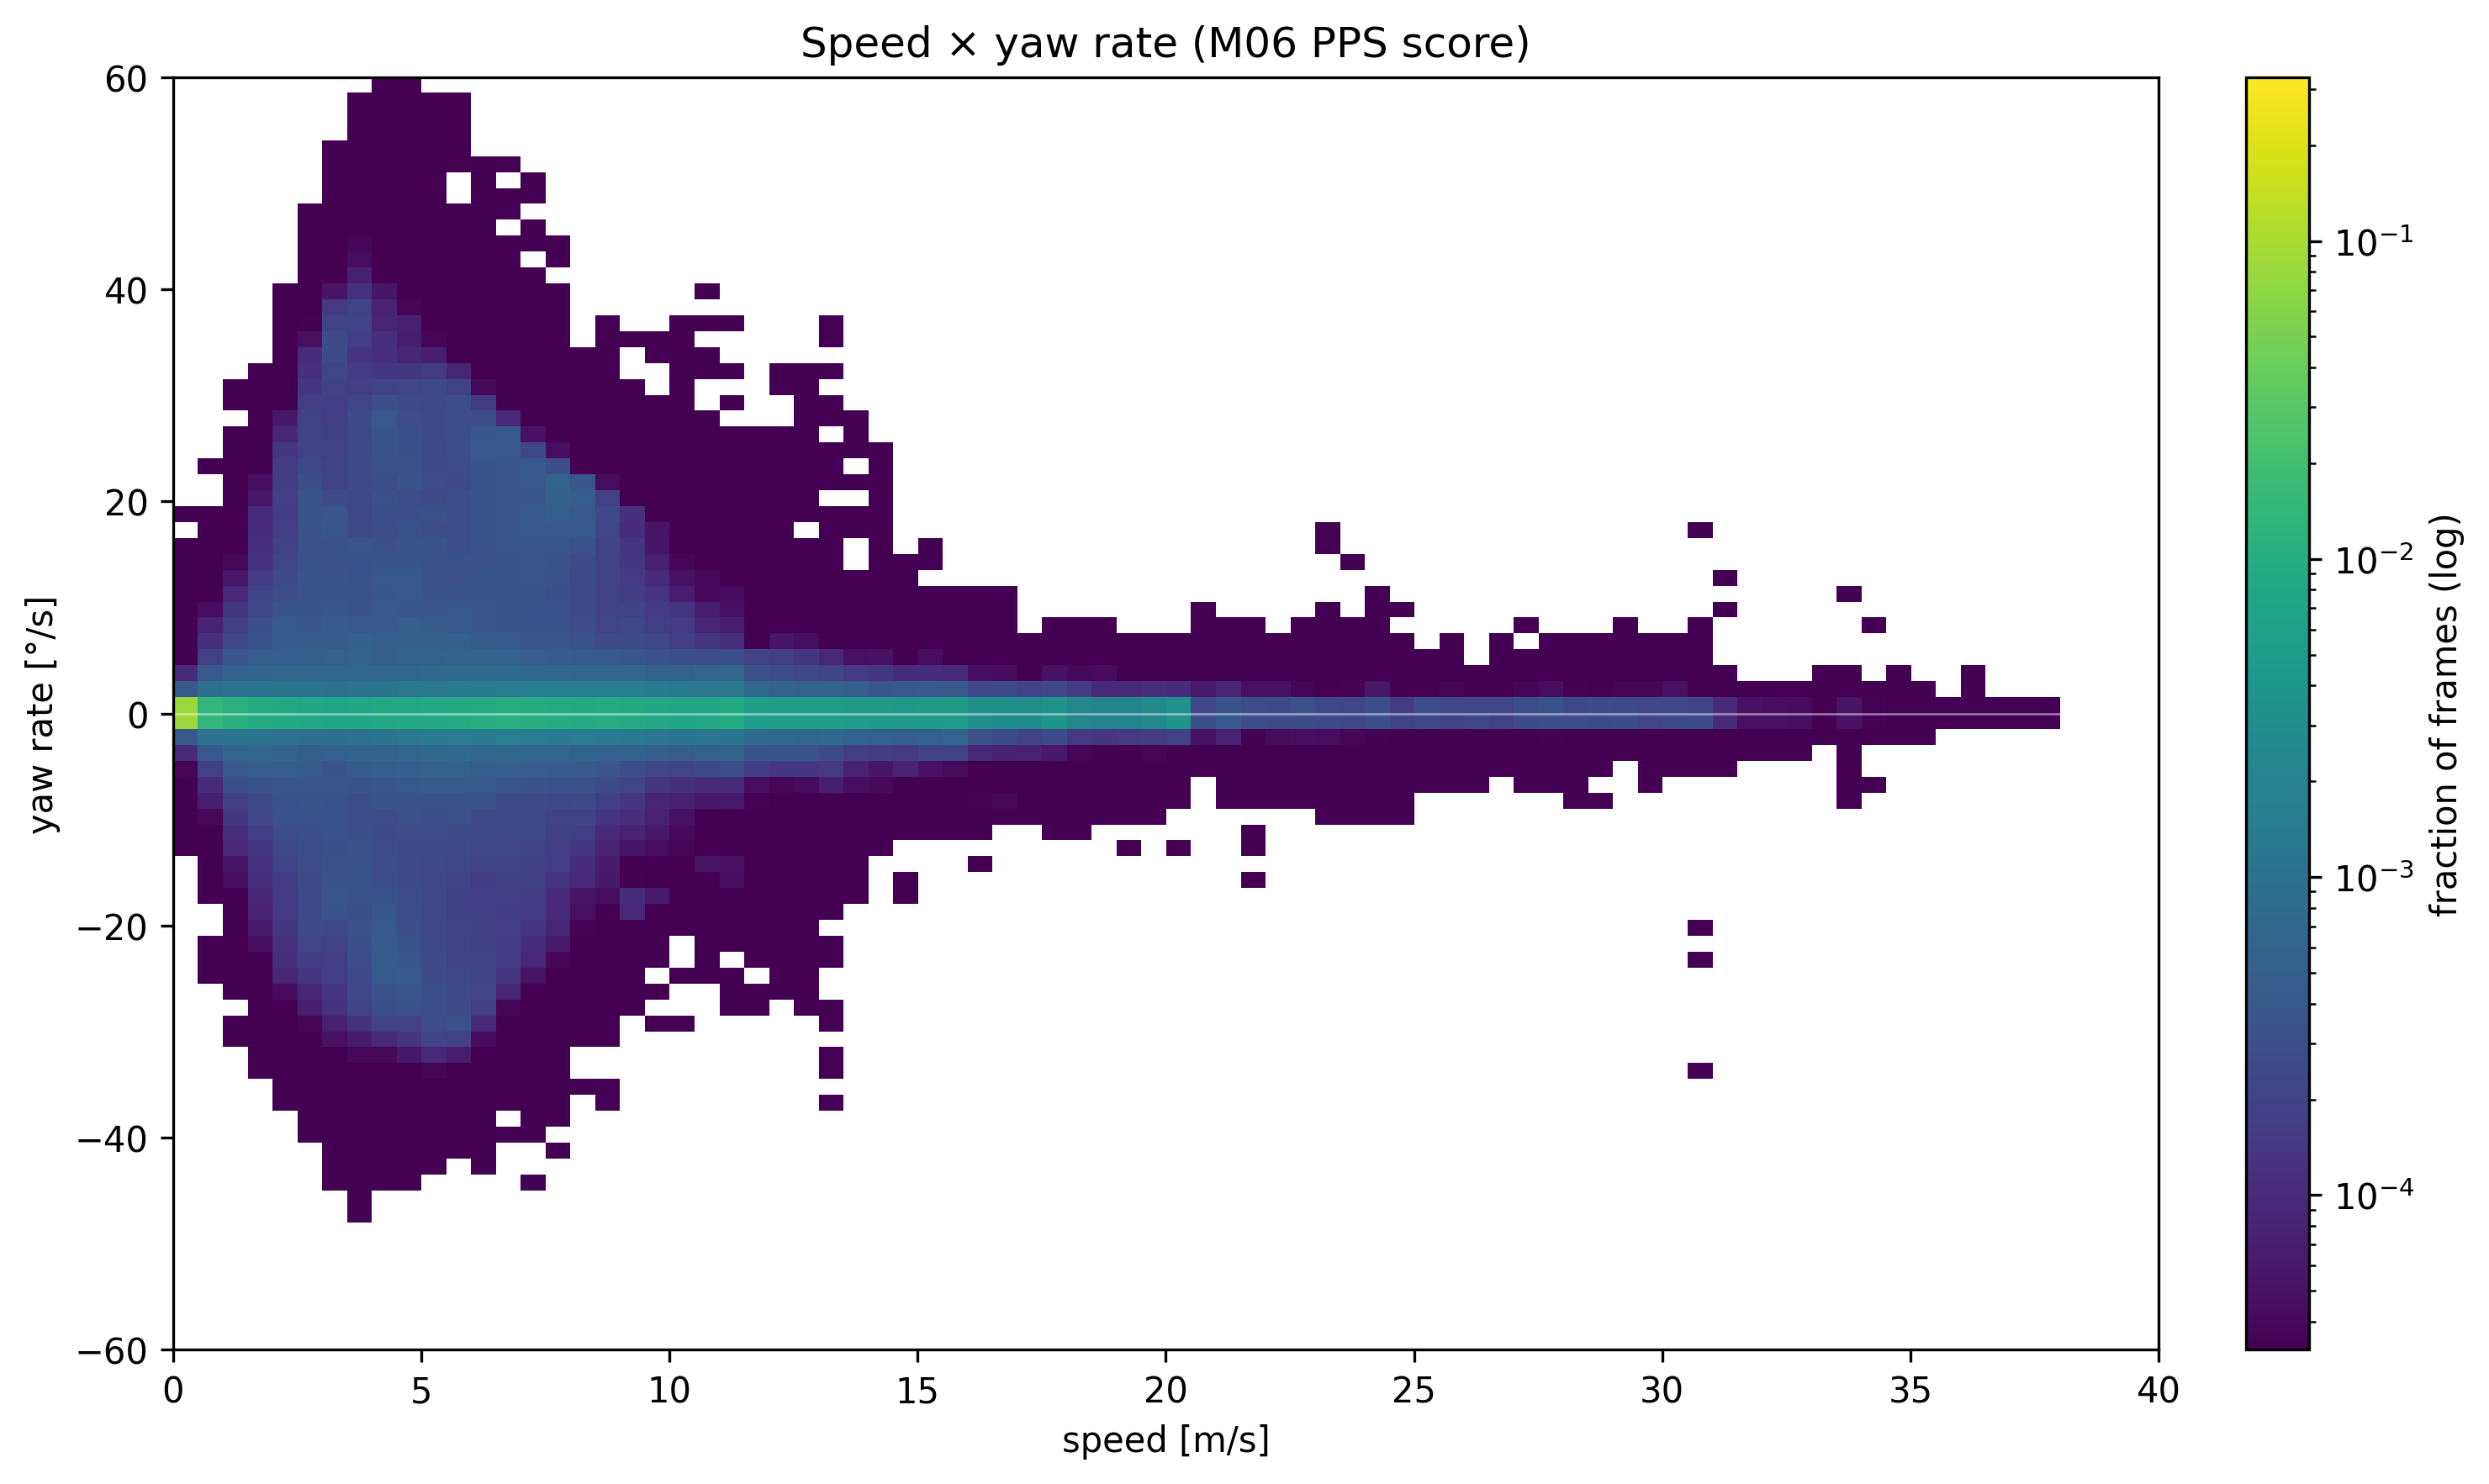 Speed × yaw rate (M06 PPS score)
60
40
20
0
−20
−40
−60
yaw rate [°/s]
0 5 10 15 20 25 30 35 40
speed [m/s]
10⁻¹
10⁻²
10⁻³
10⁻⁴
fraction of frames (log)